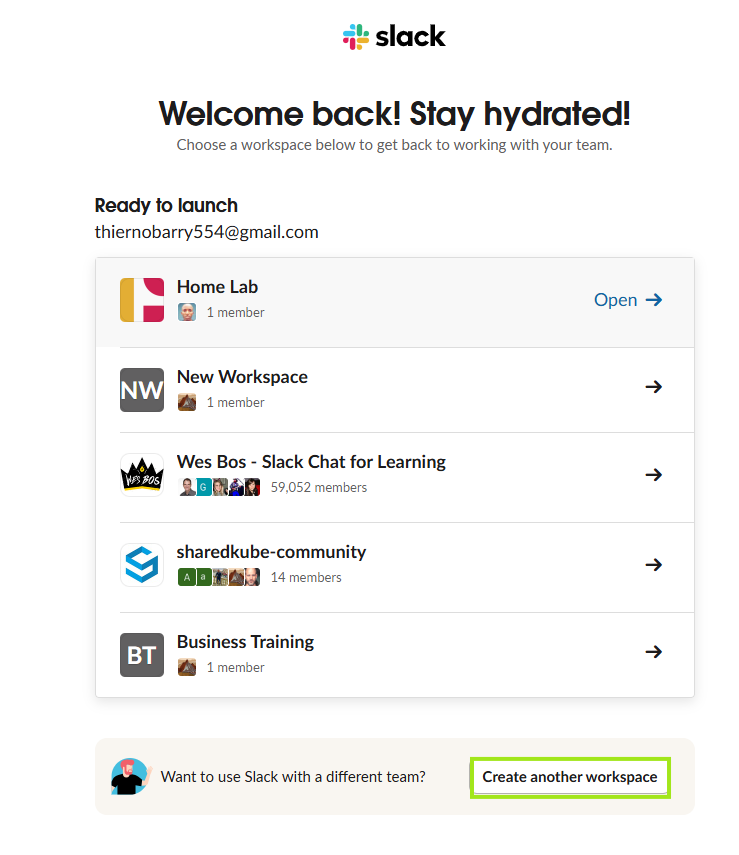 slack
Welcome back! Stay hydrated!
Choose a workspace below to get back to working with your team.
Ready to launch
thiernobarry554@gmail.com
Home Lab
1 member
Open
NW
New Workspace
1 member
WES BOS
Wes Bos - Slack Chat for Learning
G
59,052 members
sharedkube-community
A a
14 members
BT
Business Training
1 member
Want to use Slack with a different team?
Create another workspace